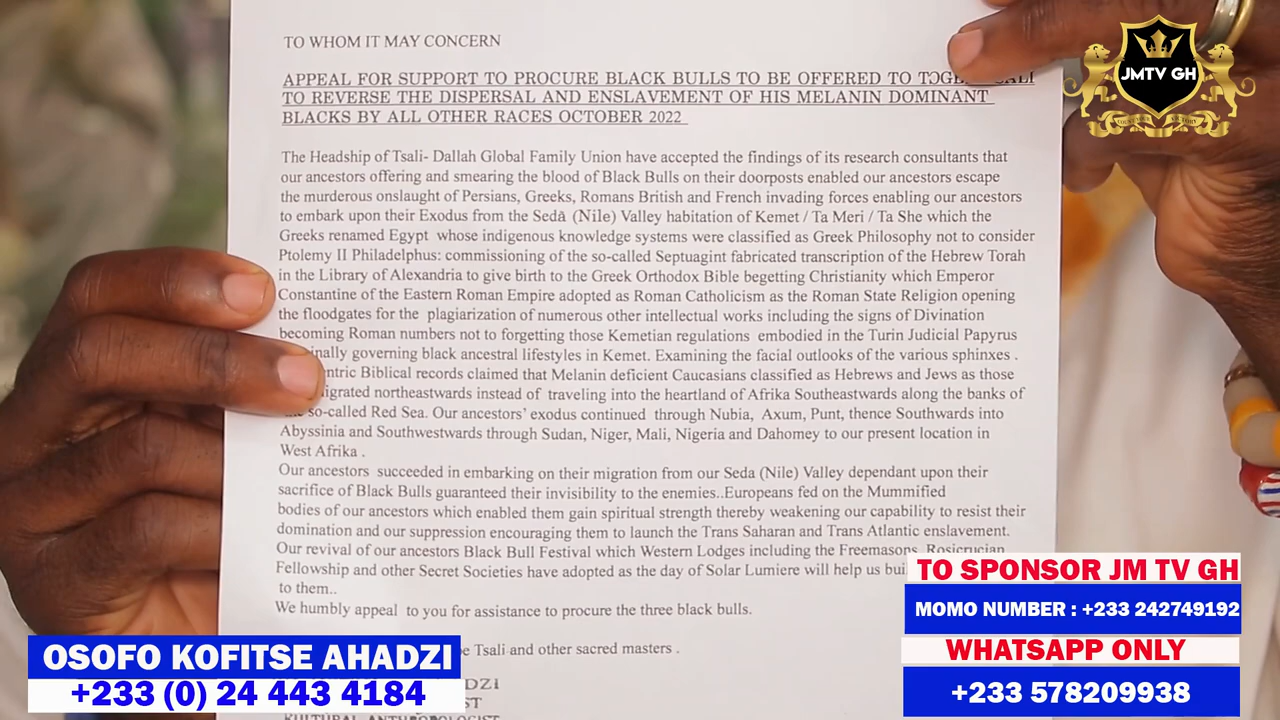 TO WHOM IT MAY CONCERN
APPEAL FOR SUPPORT TO PROCURE BLACK BULLS TO BE OFFERED TO
TO REVERSE THE DISPERSAL AND ENSLAVEMENT OF HIS MELANIN DOMINANT
BLACKS BY ALL OTHER RACES OCTOBER 2022
The Headship of Tsali- Dallah Global Family Union have accepted the findings of its research consultants that
our ancestors offering and smearing the blood of Black Bulls on their doorposts enabled our ancestors escape
the murderous onslaught of Persians, Greeks, Romans British and French invading forces enabling our ancestors
to embark upon their Exodus from the Sedā (Nile) Valley habitation of Kemet / Ta Meri / Ta She which the
Greeks renamed Egypt whose indigenous knowledge systems were classified as Greek Philosophy not to consider
Ptolemy II Philadelphus: commissioning of the so-called Septuagint fabricated transcription of the Hebrew Torah
in the Library of Alexandria to give birth to the Greek Orthodox Bible begetting Christianity which Emperor
Constantine of the Eastern Roman Empire adopted as Roman Catholicism as the Roman State Religion opening
the floodgates for the plagiarization of numerous other intellectual works including the signs of Divination
becoming Roman numbers not to forgetting those Kemetian regulations embodied in the Turin Judicial Papyrus
governing black ancestral lifestyles in Kemet. Examining the facial outlooks of the various sphinxes .
Biblical records claimed that Melanin deficient Caucasians classified as Hebrews and Jews as those
northeastwards instead of traveling into the heartland of Afrika Southeastwards along the banks of
so-called Red Sea. Our ancestors' exodus continued through Nubia, Axum, Punt, thence Southwards into
Abyssinia and Southwestwards through Sudan, Niger, Mali, Nigeria and Dahomey to our present location in
West Afrika .
Our ancestors succeeded in embarking on their migration from our Seda (Nile) Valley dependant upon their
sacrifice of Black Bulls guaranteed their invisibility to the enemies..Europeans fed on the Mummified
bodies of our ancestors which enabled them gain spiritual strength thereby weakening our capability to resist their
domination and our suppression encouraging them to launch the Trans Saharan and Trans Atlantic enslavement.
Our revival of our ancestors Black Bull Festival which Western Lodges including the Freemasons, Rosicrucian
Fellowship and other Secret Societies have adopted as the day of Solar Lumiere will help us
to them..
We humbly appeal to you for assistance to procure the three black bulls.
Tsali and other sacred masters .
JMTV GH
OSOFO KOFITSE AHADZI
+233 (0) 24 443 4184
TO SPONSOR JM TV GH
MOMO NUMBER : +233 242749192
WHATSAPP ONLY
+233 578209938